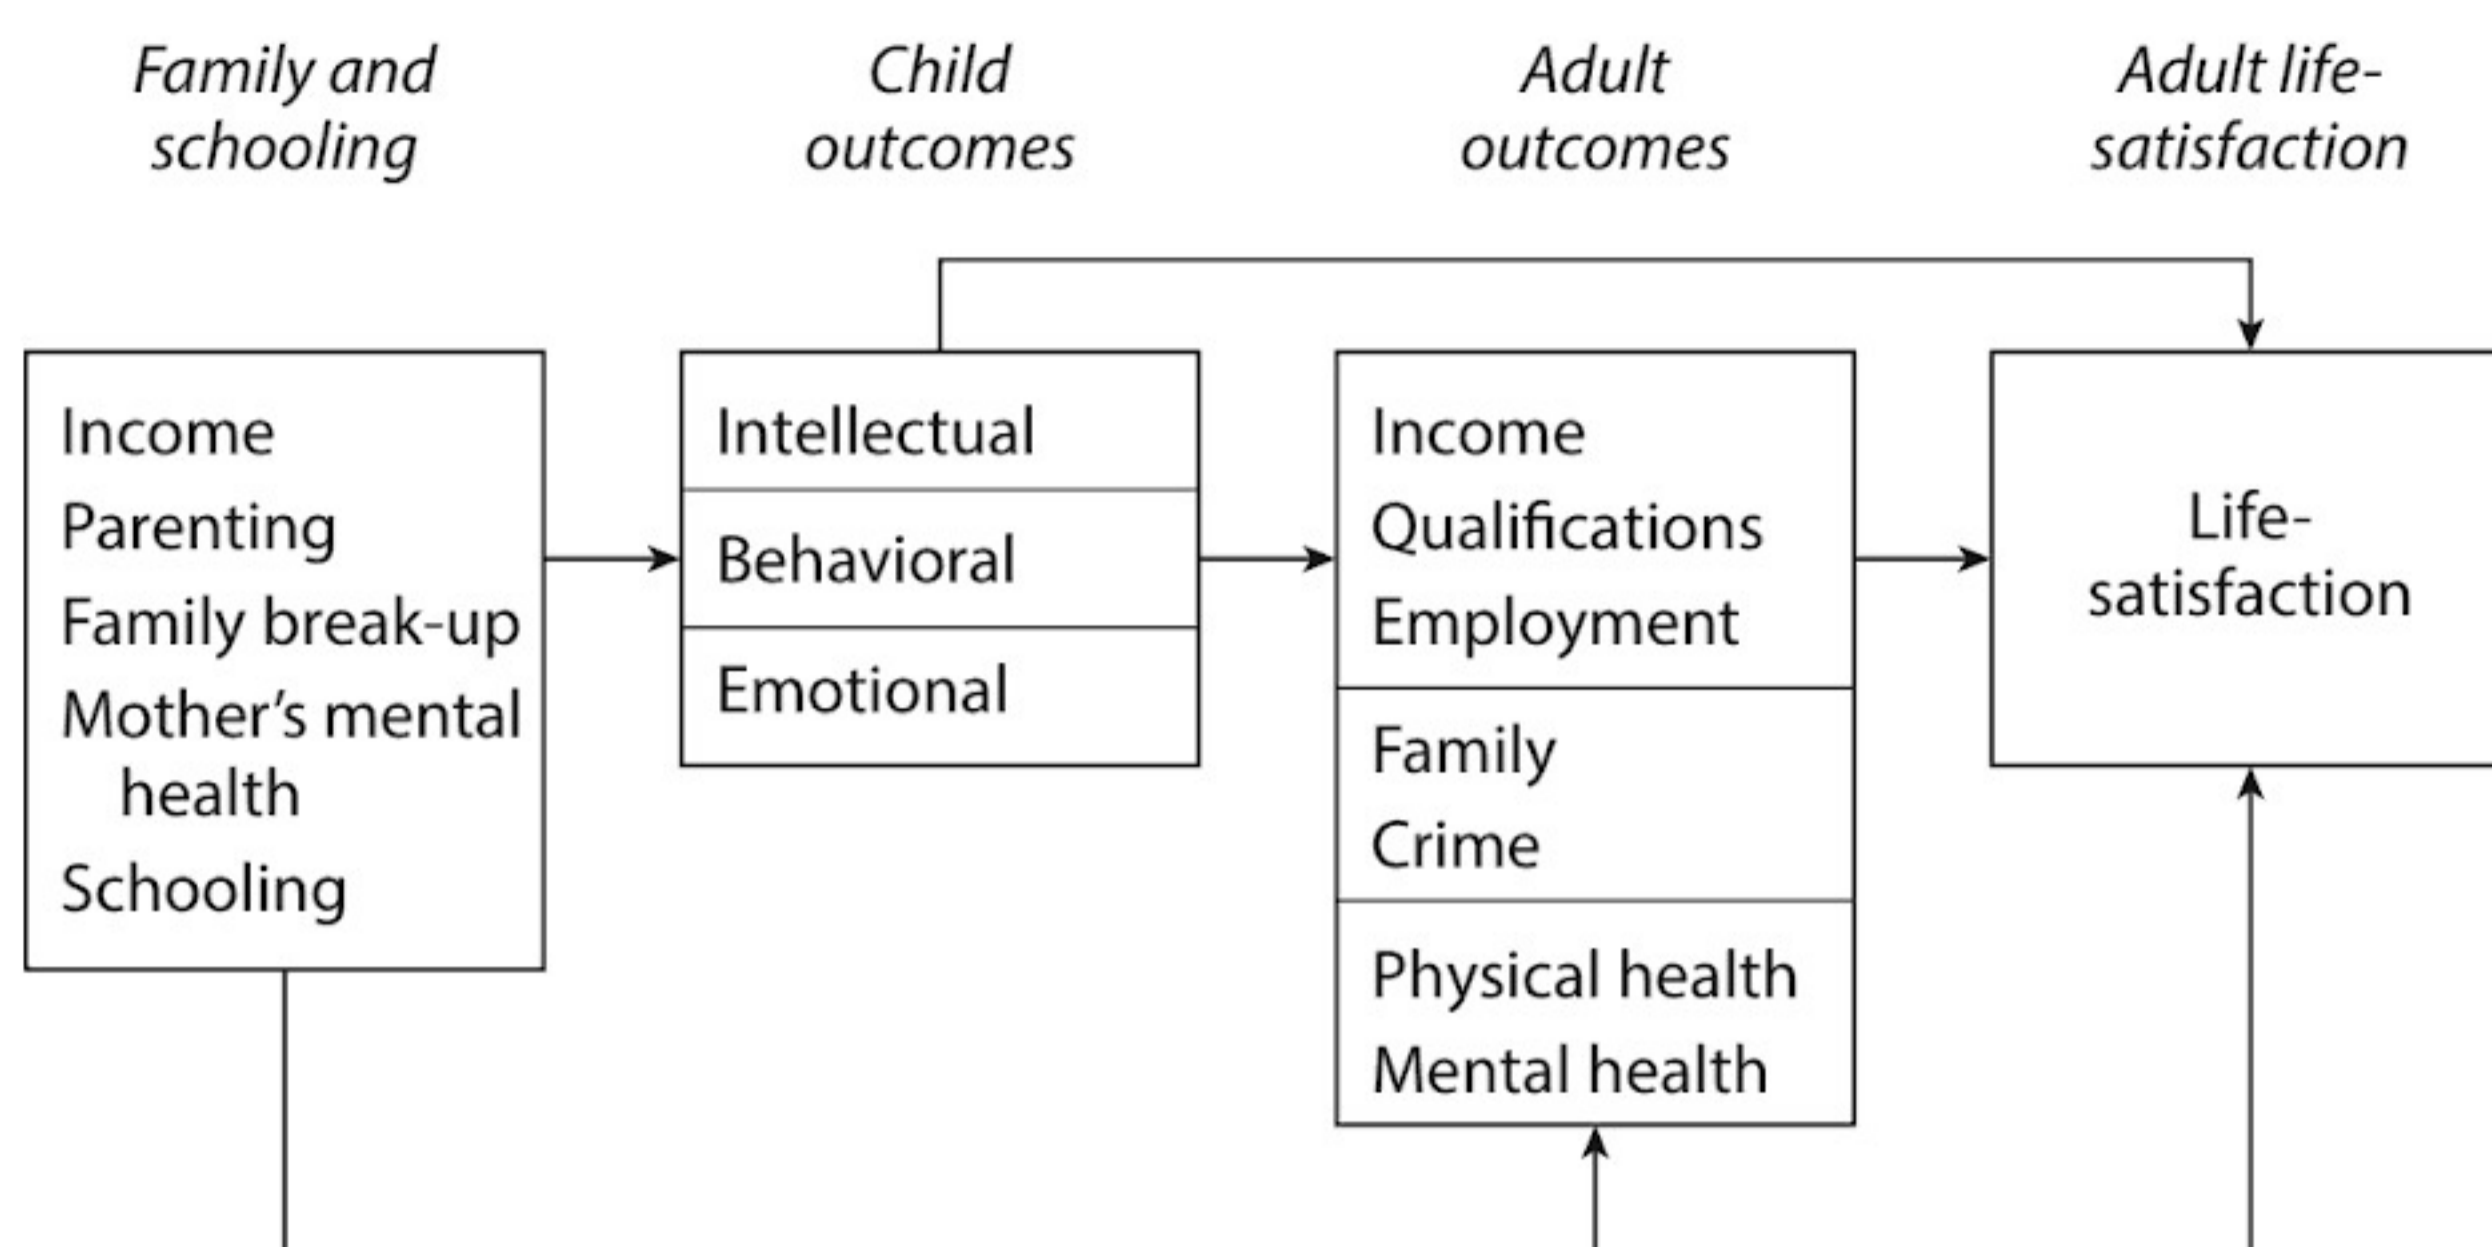 Family and
schooling
Child
outcomes
Adult
outcomes
Adult life-
satisfaction
Income
Parenting
Family break-up
Mother’s mental
health
Schooling
Intellectual
Behavioral
Emotional
Income
Qualifications
Employment
Family
Crime
Physical health
Mental health
Life-
satisfaction